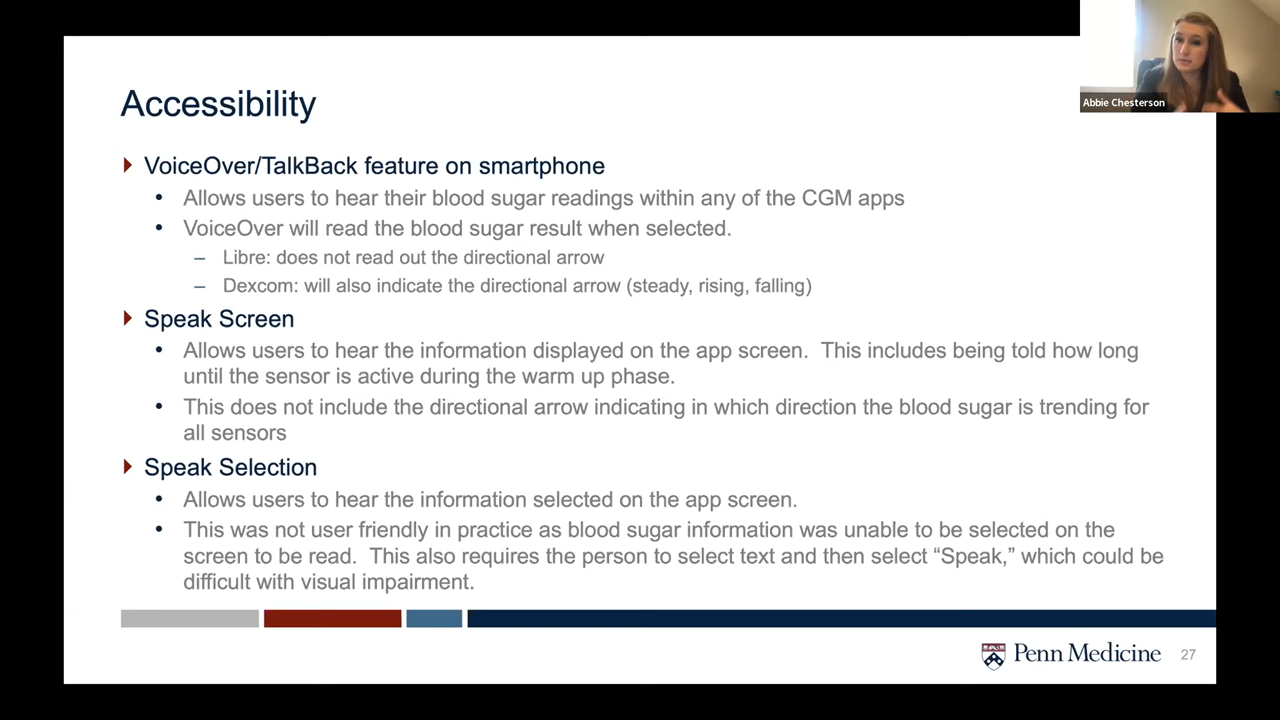 Accessibility
VoiceOver/TalkBack feature on smartphone
• Allows users to hear their blood sugar readings within any of the CGM apps
• VoiceOver will read the blood sugar result when selected.
– Libre: does not read out the directional arrow
– Dexcom: will also indicate the directional arrow (steady, rising, falling)
Speak Screen
• Allows users to hear the information displayed on the app screen.  This includes being told how long
until the sensor is active during the warm up phase.
• This does not include the directional arrow indicating in which direction the blood sugar is trending for
all sensors
Speak Selection
• Allows users to hear the information selected on the app screen.
• This was not user friendly in practice as blood sugar information was unable to be selected on the
screen to be read.  This also requires the person to select text and then select “Speak,” which could be
difficult with visual impairment.
Penn Medicine
27
Abbie Chesterson